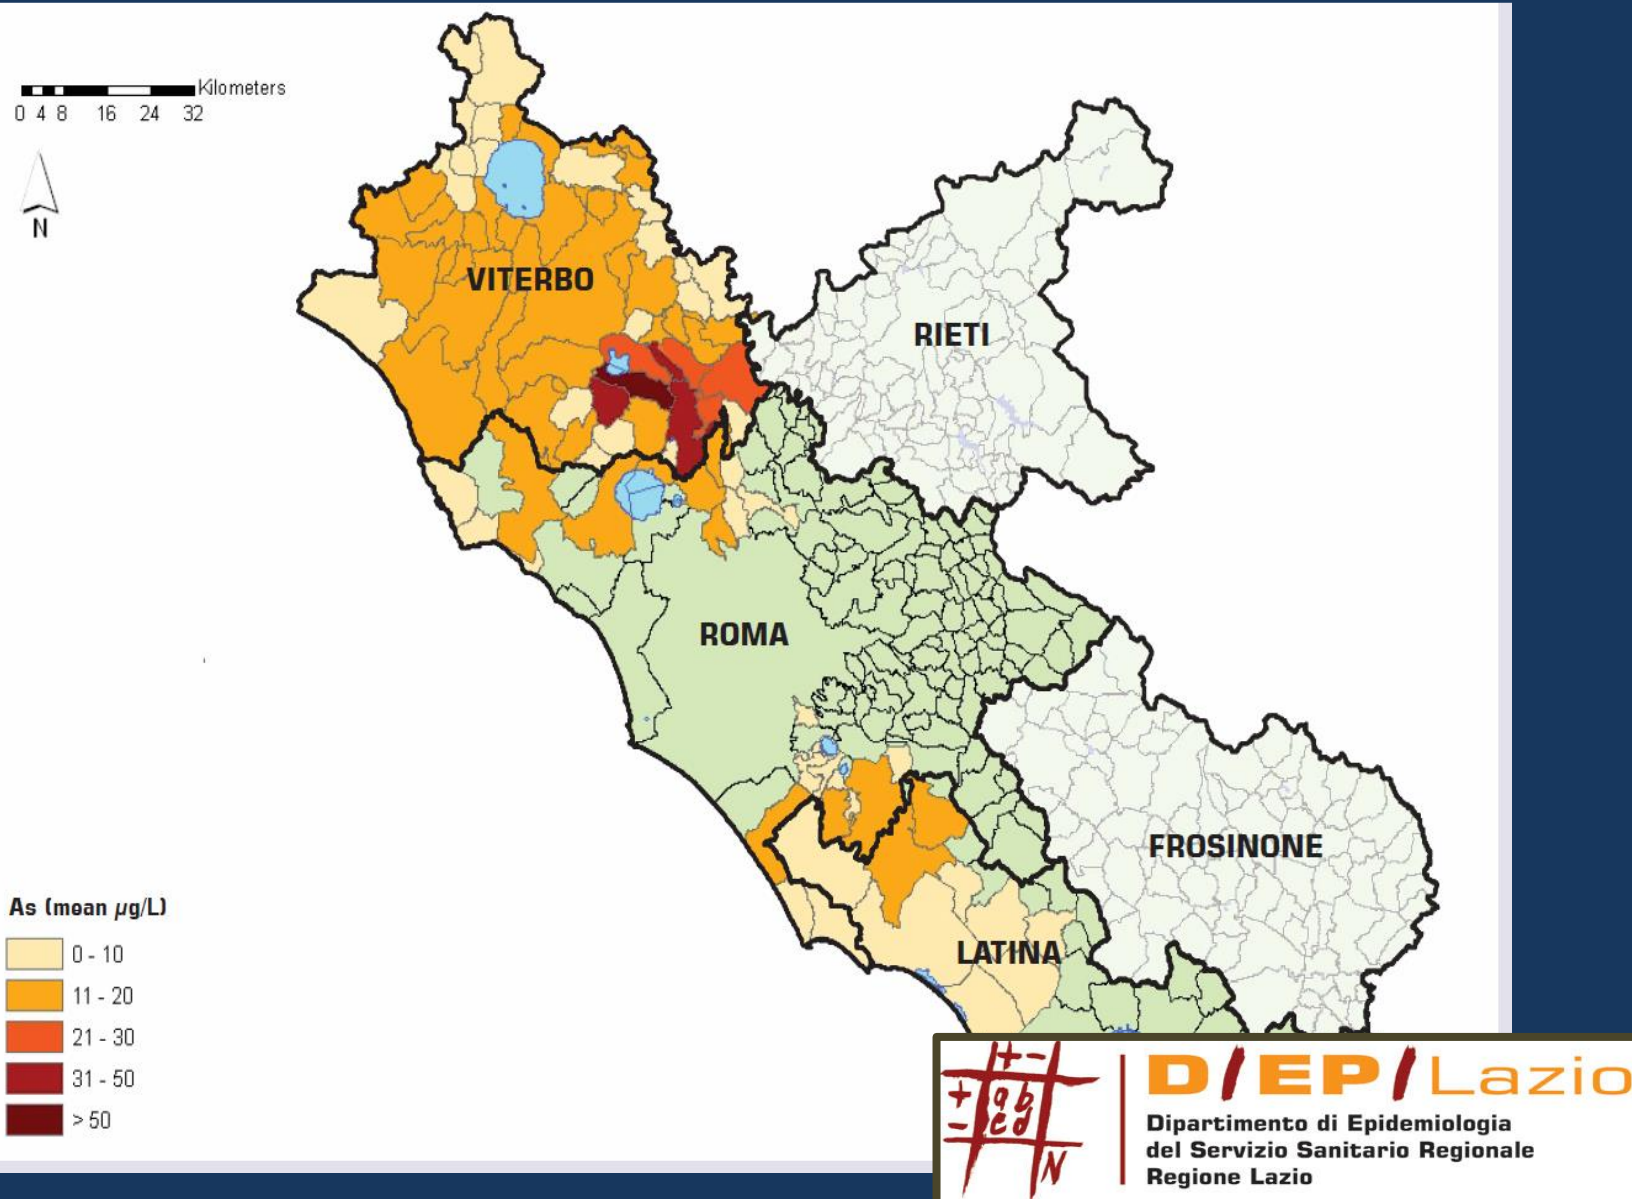 Kilometers
0 4 8 16 24 32
N
VITERBO
RIETI
ROMA
FROSINONE
LATINA
As (mean µg/L)
0 - 10
11 - 20
21 - 30
31 - 50
> 50
+ -
+ a b
- c d
N
D/EP/Lazio
Dipartimento di Epidemiologia
del Servizio Sanitario Regionale
Regione Lazio